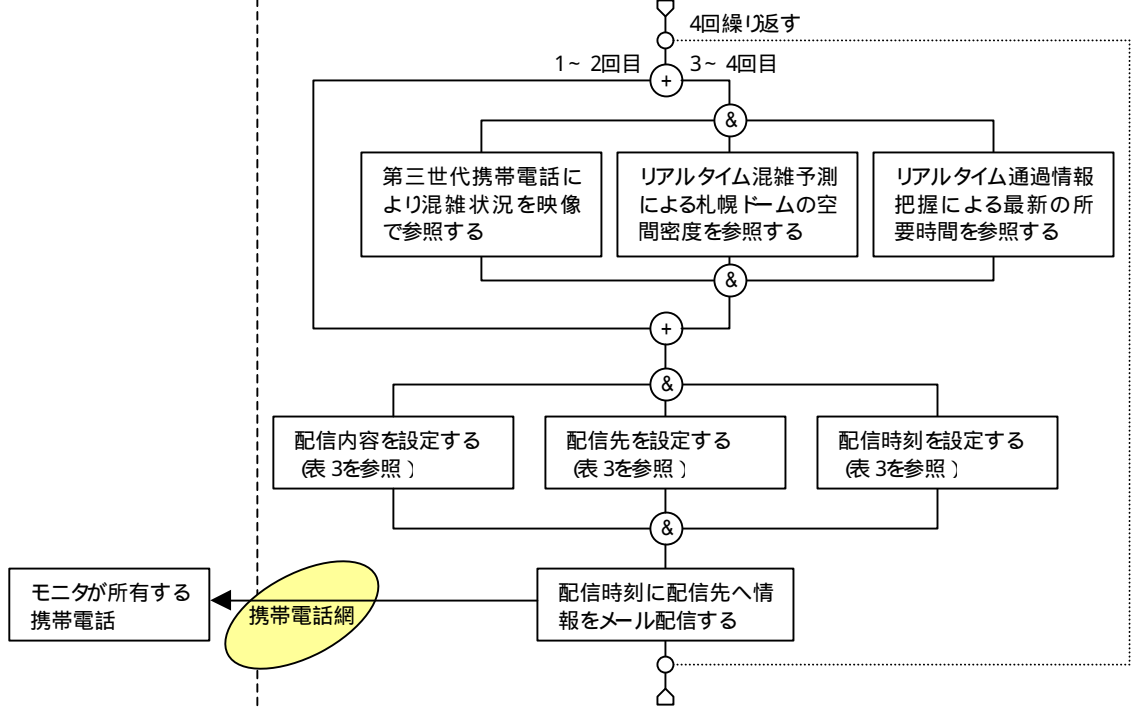 4回繰り返す
1～2回目
3～4回目
+
&
第三世代携帯電話に
より混雑状況を映像
で参照する
リアルタイム混雑予測
による札幌ドームの空
間密度を参照する
リアルタイム通過情報
把握による最新の所
要時間を参照する
&
+
&
配信内容を設定する
(表3を参照)
配信先を設定する
(表3を参照)
配信時刻を設定する
(表3を参照)
&
モニタが所有する
携帯電話
携帯電話網
配信時刻に配信先へ情
報をメール配信する